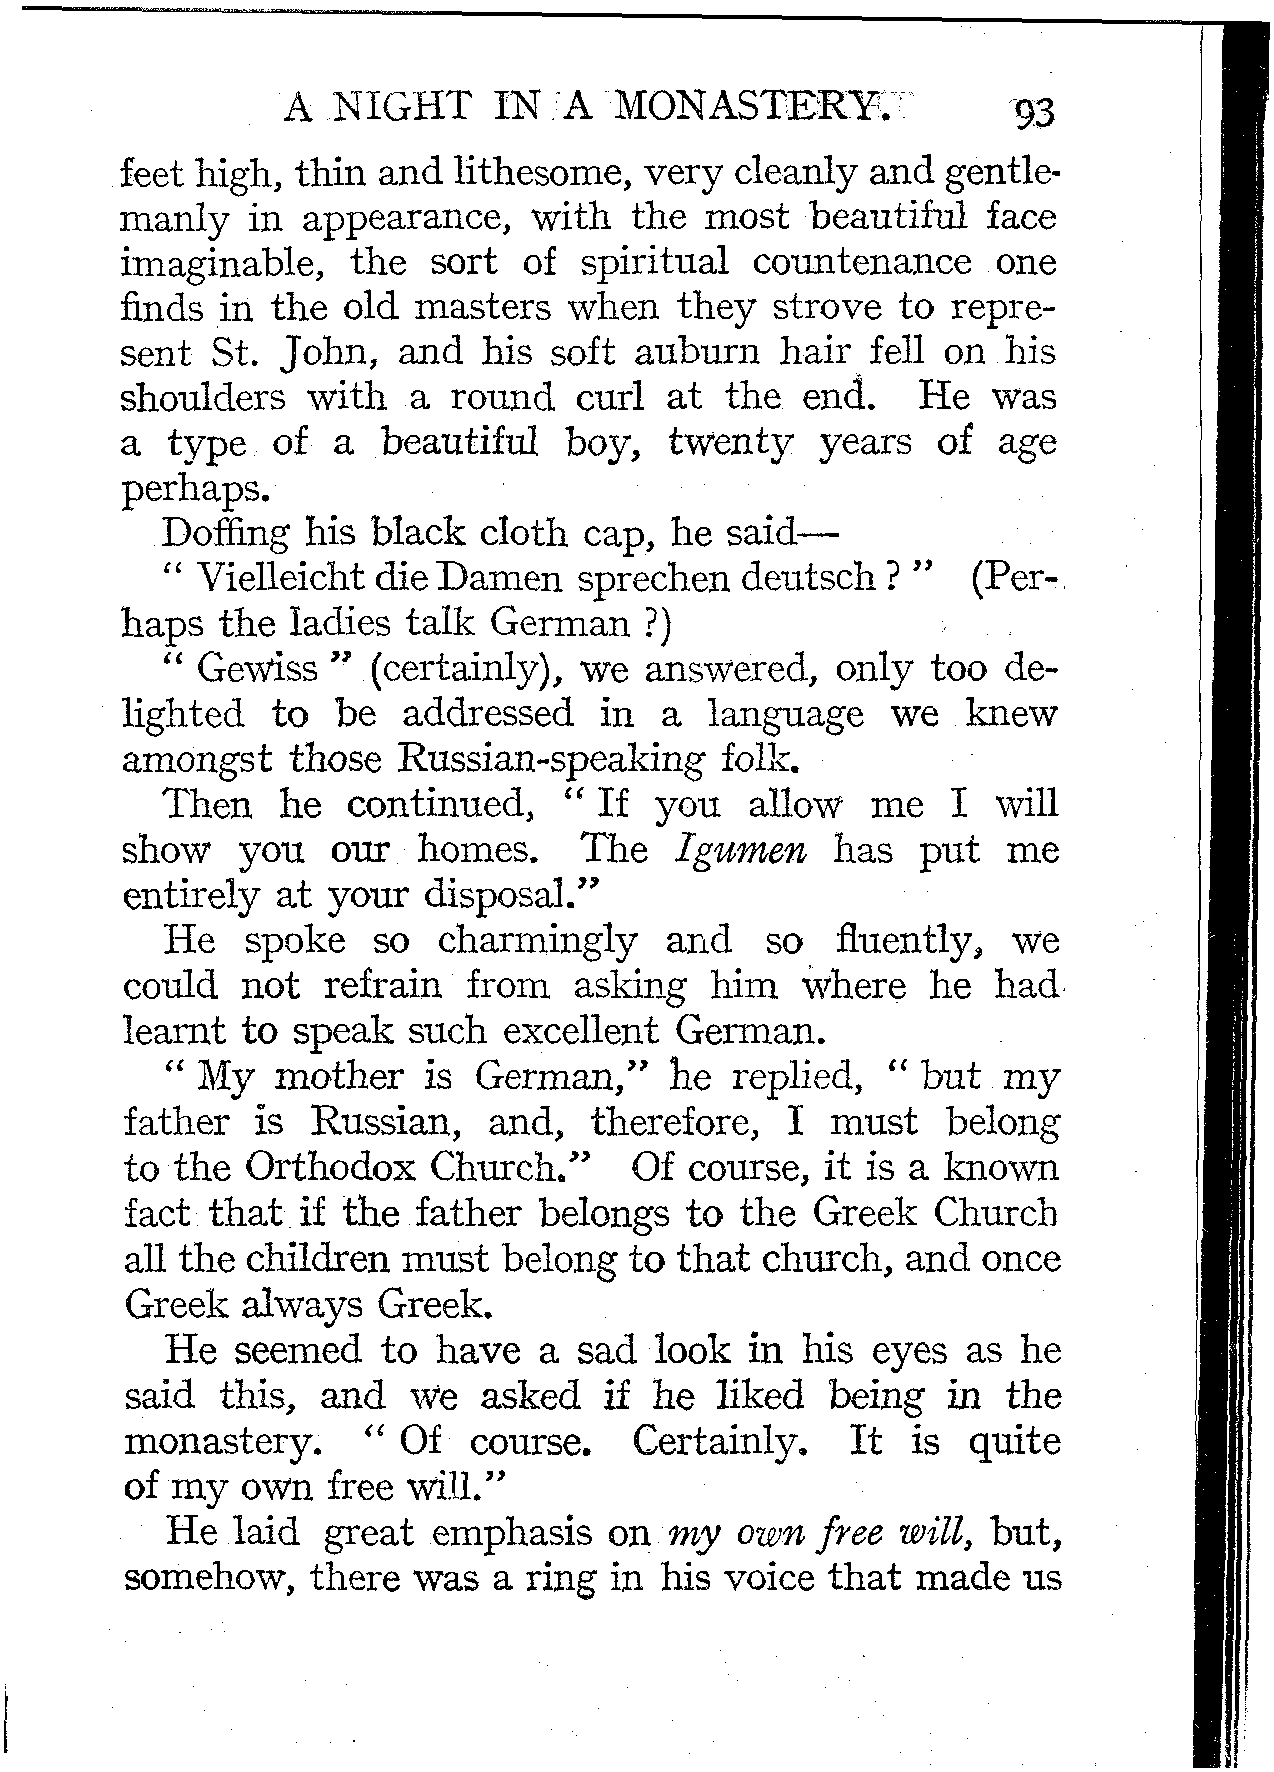 A NIGHT IN A MONASTERY. 93
feet high, thin and lithesome, very cleanly and gentle-
manly in appearance, with the most beautiful face
imaginable, the sort of spiritual countenance one
finds in the old masters when they strove to repre-
sent St. John, and his soft auburn hair fell on his
shoulders with a round curl at the end. He was
a type of a beautiful boy, twenty years of age
perhaps.
Doffing his black cloth cap, he said—
“ Vielleicht die Damen sprechen deutsch ? ” (Per-
haps the ladies talk German ?)
“ Gewiss ” (certainly), we answered, only too de-
lighted to be addressed in a language we knew
amongst those Russian-speaking folk.
Then he continued, “ If you allow me I will
show you our homes. The Igumen has put me
entirely at your disposal.”
He spoke so charmingly and so fluently, we
could not refrain from asking him where he had
learnt to speak such excellent German.
“ My mother is German,” he replied, “ but my
father is Russian, and, therefore, I must belong
to the Orthodox Church.” Of course, it is a known
fact that if the father belongs to the Greek Church
all the children must belong to that church, and once
Greek always Greek.
He seemed to have a sad look in his eyes as he
said this, and we asked if he liked being in the
monastery. “ Of course. Certainly. It is quite
of my own free will.”
He laid great emphasis on my own free will, but,
somehow, there was a ring in his voice that made us